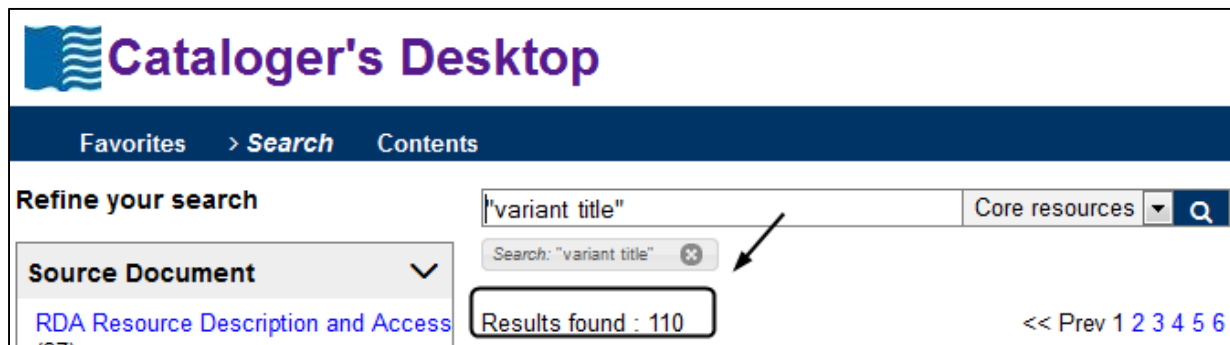 Cataloger's Desktop
Favorites > Search Contents
Refine your search
"variant title" Core resources
Search: "variant title"
Source Document
RDA Resource Description and Access
Results found : 110 << Prev 1 2 3 4 5 6